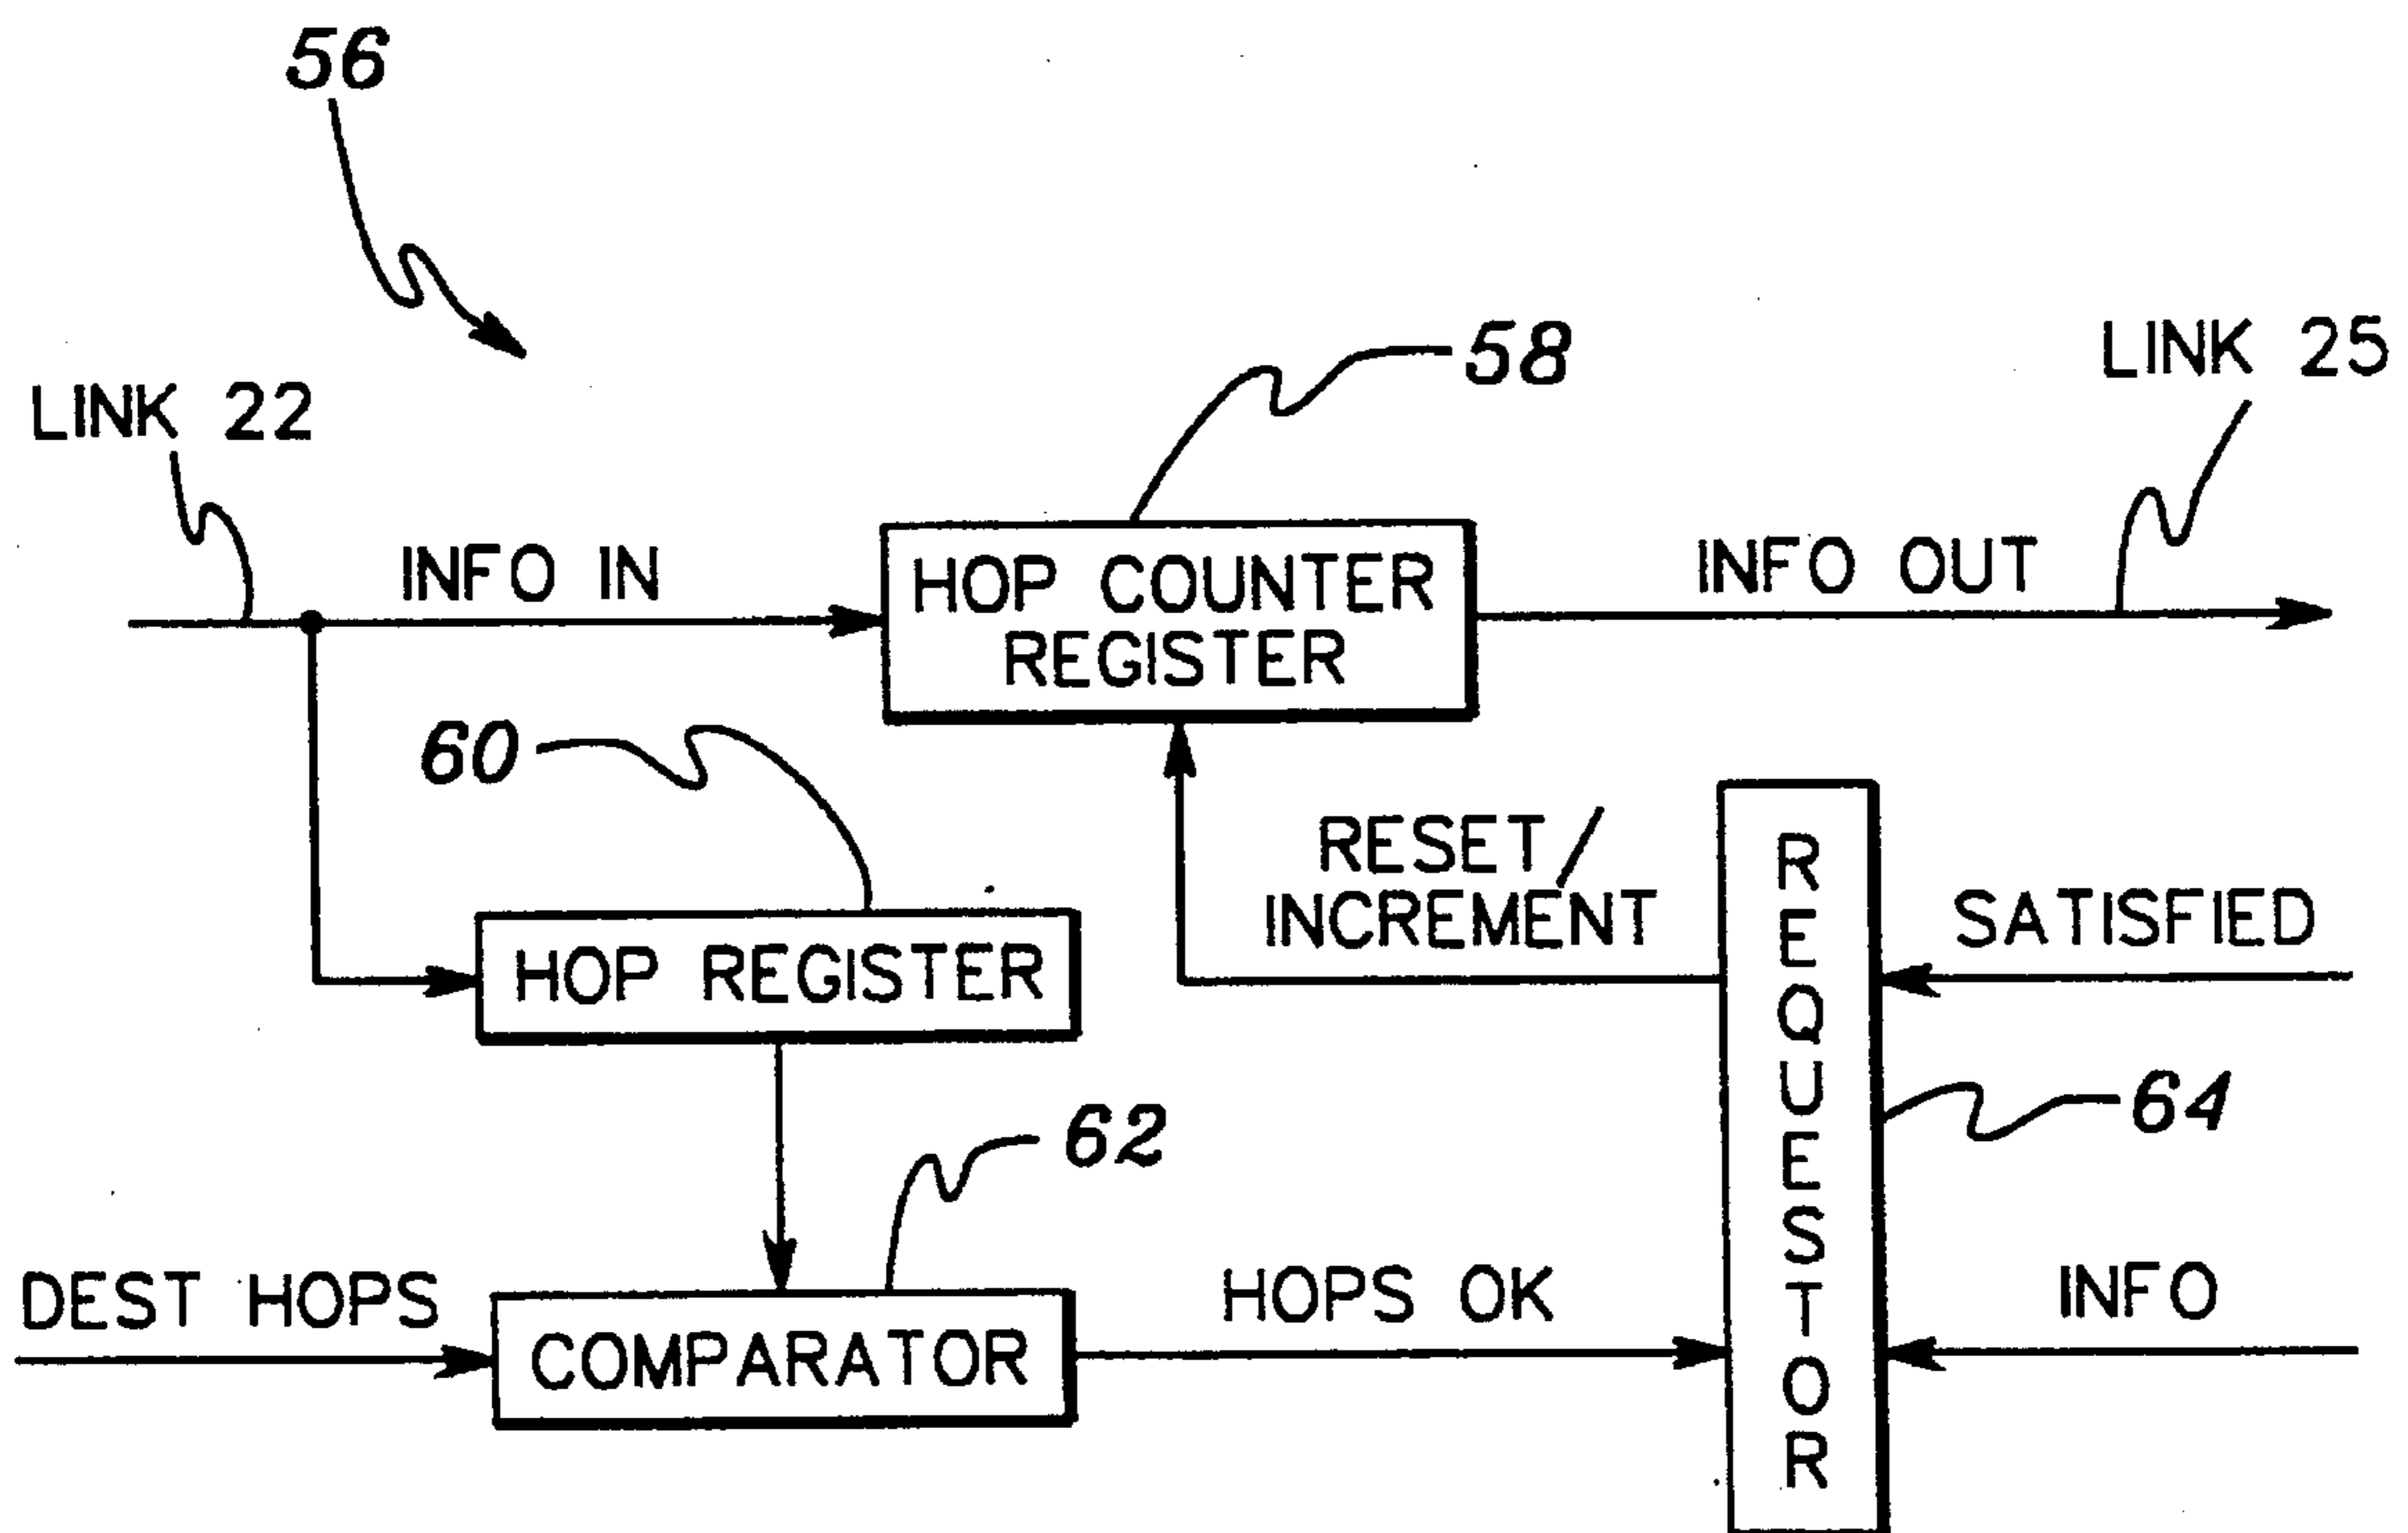 56
58
LINK 25
LINK 22
INFO IN
HOP COUNTER
REGISTER
INFO OUT
60
RESET/
INCREMENT
REQUESTOR
SATISFIED
HOP REGISTER
64
62
DEST HOPS
COMPARATOR
HOPS OK
INFO